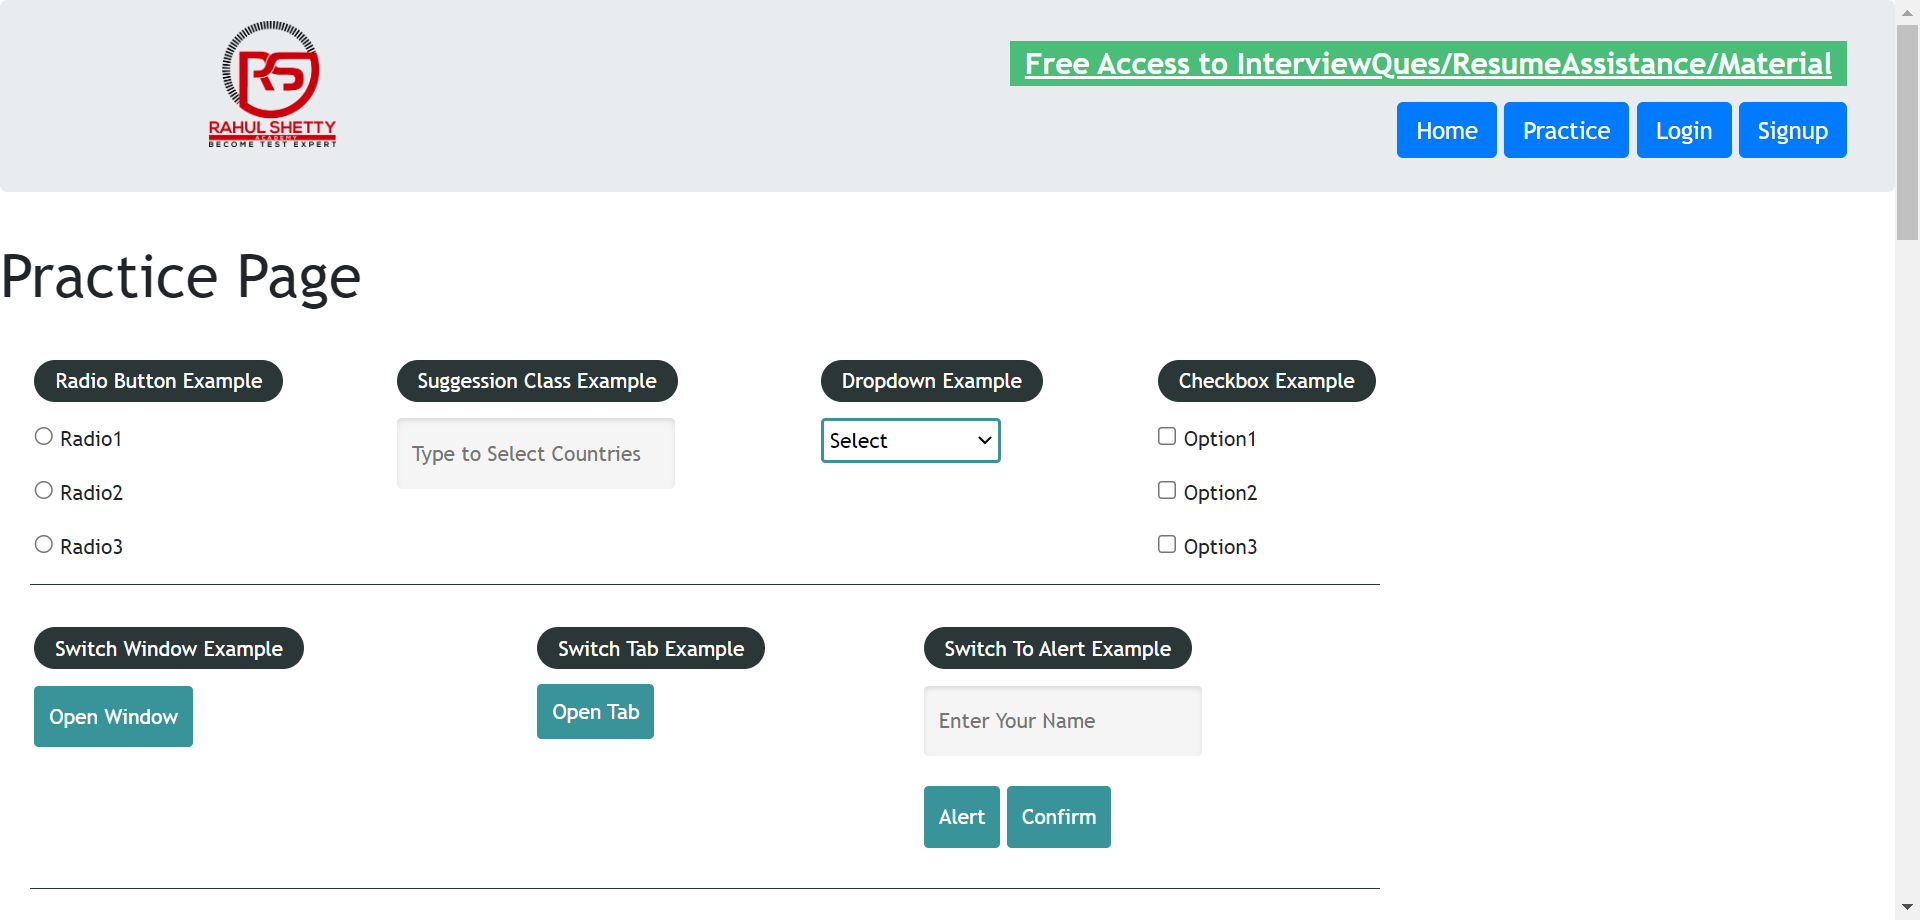 RS
RAHUL SHETTY
ACADEMY
BECOME TEST EXPERT
Free Access to InterviewQues/ResumeAssistance/Material
Home Practice Login Signup
Practice Page
Radio Button Example Suggession Class Example Dropdown Example Checkbox Example
Radio1 Type to Select Countries Select Option1
Radio2 Option2
Radio3 Option3
Switch Window Example Switch Tab Example Switch To Alert Example
Open Window Open Tab Enter Your Name
Alert Confirm